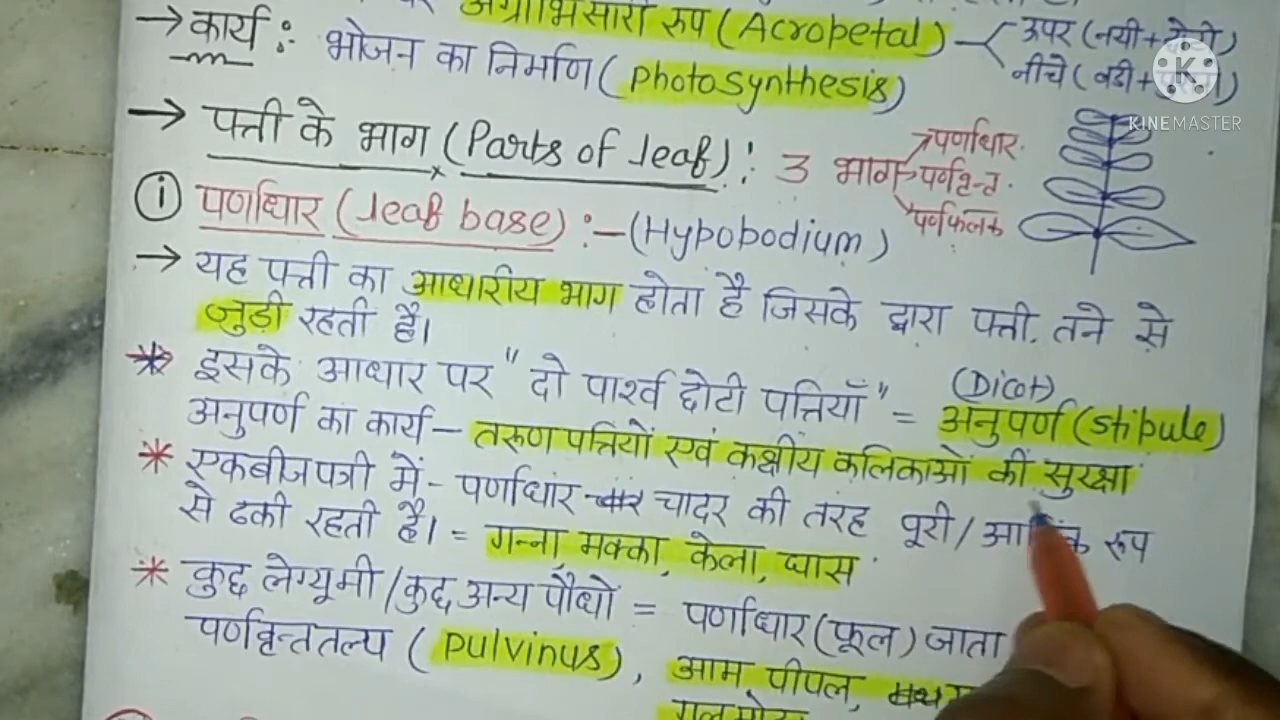 अग्राभिसारी रूप (Acropetal)
ऊपर (नयी+
नीचे (बडी+
→ कार्य : भोजन का निर्माण (photosynthesis)
KINEMASTER
→ पत्ती के भाग (Parts of leaf) : 3 भाग
पर्णाधार
पर्णवृन्त
पर्णफलक
(i) पर्णाधार (leaf base) :- (Hypopodium)
→ यह पत्ती का आधारीय भाग होता है जिसके द्वारा पत्ती तने से
जुड़ी रहती है।
* इसके आधार पर "दो पार्श्व छोटी पत्तियाँ" = अनुपर्ण (stibule)
(Dicot)
अनुपर्ण का कार्य - तरूण पत्तियों एवं कक्षीय कलिकाओं की सुरक्षा
* एकबीजपत्री में - पर्णाधार चादर की तरह पूरी/ रूप
से ढकी रहती है। = गन्ना, मक्का, केला, घास
* कुछ लेग्यूमी/कुछ अन्य पौधो = पर्णाधार (फूल) जाता
पर्णवृन्ततल्प (pulvinus), आम, पीपल,